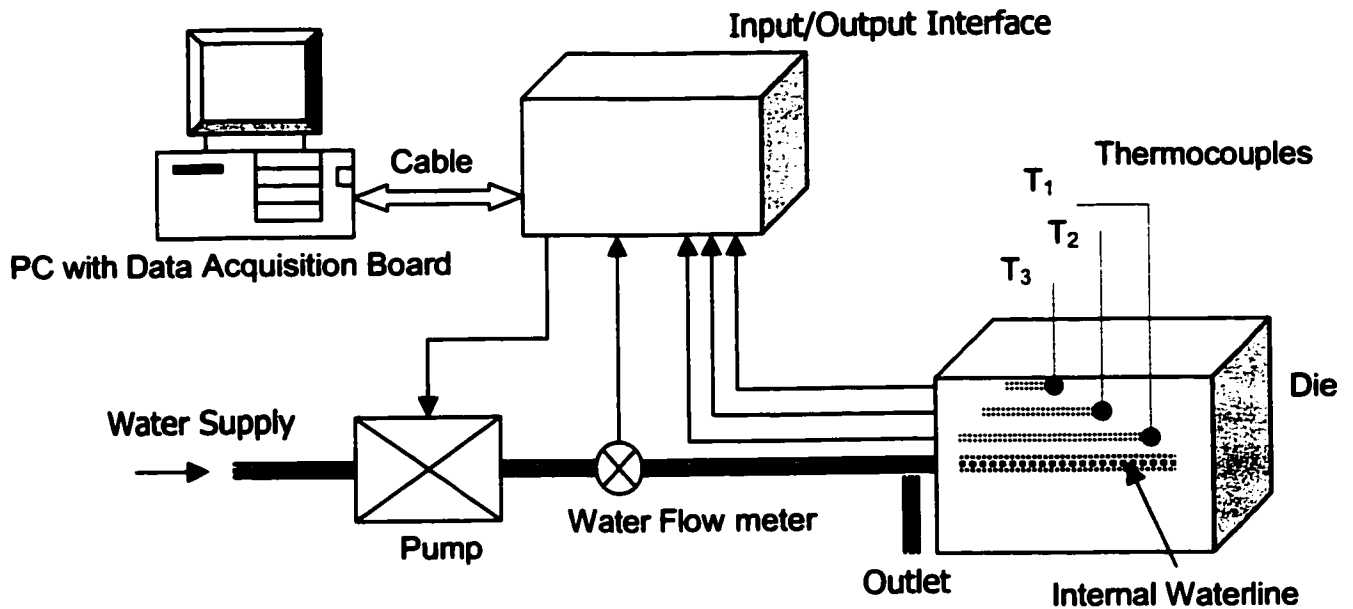 Input/Output Interface
Cable
PC with Data Acquisition Board
Thermocouples
T₁
T₂
T₃
Die
Water Supply
Pump
Water Flow meter
Outlet
Internal Waterline